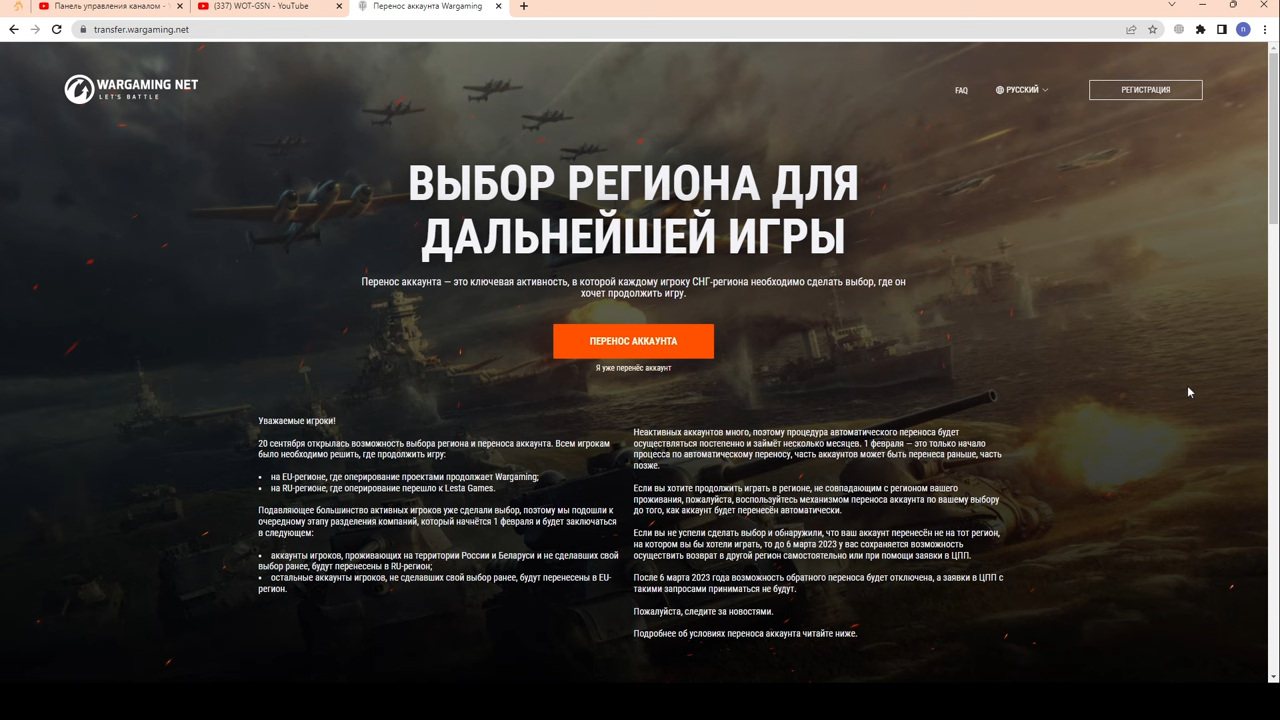 Панель управления каналом -
(337) WOT-GSN - YouTube
Перенос аккаунта Wargaming
transfer.wargaming.net
n
WARGAMING NET
LET'S BATTLE
FAQ
РУССКИЙ
РЕГИСТРАЦИЯ
ВЫБОР РЕГИОНА ДЛЯ
ДАЛЬНЕЙШЕЙ ИГРЫ
Перенос аккаунта — это ключевая активность, в которой каждому игроку СНГ-региона необходимо сделать выбор, где он
хочет продолжить игру.
ПЕРЕНОС АККАУНТА
Я уже перенёс аккаунт
Уважаемые игроки!
20 сентября открылась возможность выбора региона и переноса аккаунта. Всем игрокам
было необходимо решить, где продолжить игру:
• на EU-регионе, где оперирование проектами продолжает Wargaming;
• на RU-регионе, где оперирование перешло к Lesta Games.
Подавляющее большинство активных игроков уже сделали выбор, поэтому мы подошли к
очередному этапу разделения компаний, который начнётся 1 февраля и будет заключаться
в следующем:
• аккаунты игроков, проживающих на территории России и Беларуси и не сделавших свой
выбор ранее, будут перенесены в RU-регион;
• остальные аккаунты игроков, не сделавших свой выбор ранее, будут перенесены в EU-
регион.
Неактивных аккаунтов много, поэтому процедура автоматического переноса будет
осуществляться постепенно и займёт несколько месяцев. 1 февраля — это только начало
процесса по автоматическому переносу, часть аккаунтов может быть перенеса раньше, часть
позже.
Если вы хотите продолжить играть в регионе, не совпадающим с регионом вашего
проживания, пожалуйста, воспользуйтесь механизмом переноса аккаунта по вашему выбору
до того, как аккаунт будет перенесён автоматически.
Если вы не успели сделать выбор и обнаружили, что ваш аккаунт перенесён не на тот регион,
на котором вы бы хотели играть, то до 6 марта 2023 у вас сохраняется возможность
осуществить возврат в другой регион самостоятельно или при помощи заявки в ЦПП.
После 6 марта 2023 года возможность обратного переноса будет отключена, а заявки в ЦПП с
такими запросами приниматься не будут.
Пожалуйста, следите за новостями.
Подробнее об условиях переноса аккаунта читайте ниже.